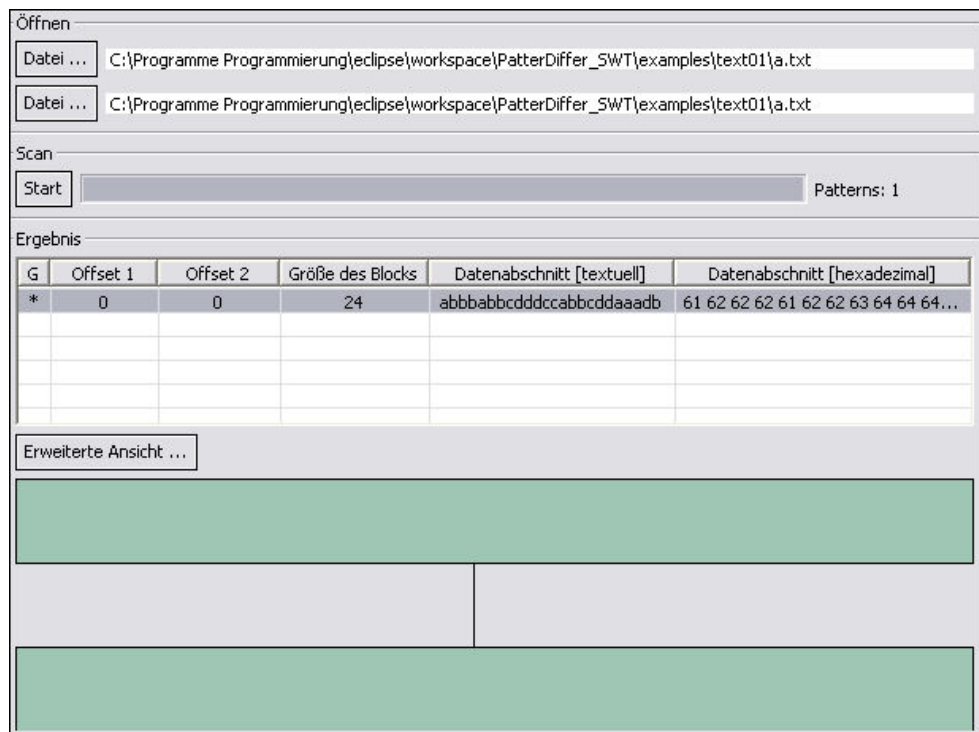 Öffnen
Datei ... C:\Programme Programmierung\eclipse\workspace\PatterDiffer_SWT\examples\text01\a.txt
Datei ... C:\Programme Programmierung\eclipse\workspace\PatterDiffer_SWT\examples\text01\a.txt
Scan
Start Patterns: 1
Ergebnis
G Offset 1 Offset 2 Größe des Blocks Datenabschnitt [textuell] Datenabschnitt [hexadezimal]
* 0 0 24 abbbabbcdddccabbcddaaadb 61 62 62 62 61 62 62 63 64 64 64...
Erweiterte Ansicht ...